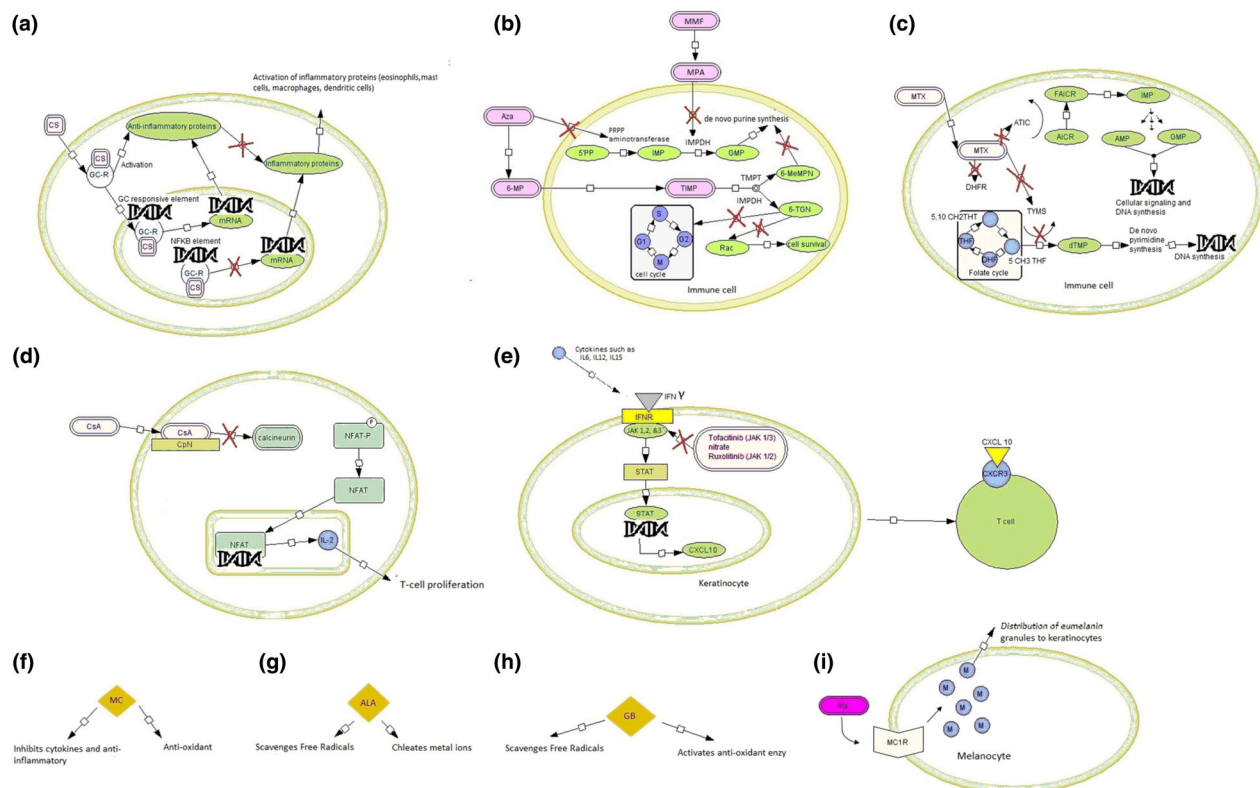 (a)
Activation of inflammatory proteins (eosinophils,mast
cells, macrophages, dendritic cells)
CS
Anti-inflammatory proteins
CS
GC-R
Activation
Inflammatory proteins
GC responsive element
mRNA
GC-R
CS
NFKB element
GC-R
CS
mRNA
(b)
MMF
MPA
Aza
PRPP
aminotransferase
de novo purine synthesis
5'PP
IMP
IMPDH
GMP
6-MP
TIMP
TMPT
6-MeMPN
IMPDH
6-TGN
S
G1
G2
M
cell cycle
Rac
cell survival
Immune cell
(c)
MTX
FAICR
IMP
ATIC
AICR
AMP
GMP
MTX
DHFR
Cellular signaling and
DNA synthesis
TYMS
5,10 CH2THT
THF
DHF
5 CH3 THF
Folate cycle
dTMP
De novo
pyrimidine
synthesis
DNA synthesis
Immune cell
(d)
CsA
CsA
CpN
calcineurin
P
NFAT-P
NFAT
NFAT
IL-2
T-cell proliferation
(e)
Cytokines such as
IL6, IL12, IL15
IFN γ
IFNR
JAK 1,2, &3
Tofacitinib (JAK 1/3)
nitrate
Ruxolitinib (JAK 1/2)
STAT
STAT
CXCL10
Keratinocyte
CXCL 10
CXCR3
T cell
(f)
MC
Inhibits cytokines and anti-
inflammatory
Anti-oxidant
(g)
ALA
Scavenges Free Radicals
Chleates metal ions
(h)
GB
Scavenges Free Radicals
Activates anti-oxidant enzy
(i)
Distribution of eumelanin
granules to keratinocytes
M
M
M
M
M
M
M
MC1R
Melanocyte